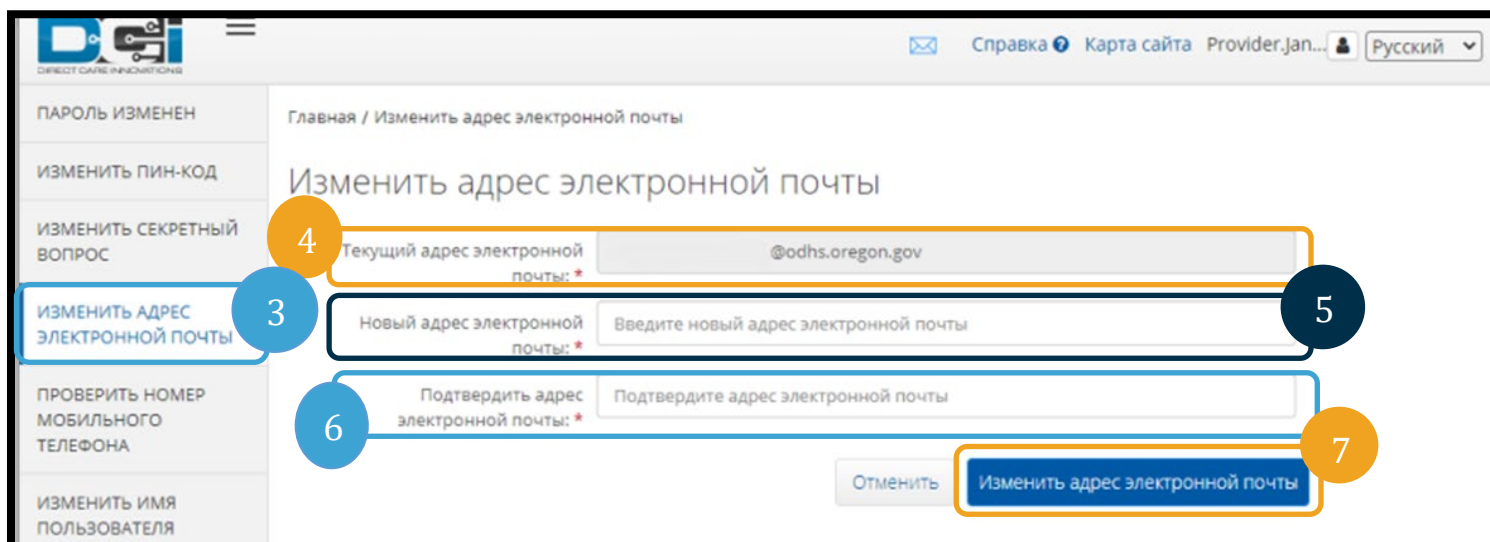 DCI
DIRECT CARE INNOVATIONS
Справка ? Карта сайта Provider.Jan... Русский
ПАРОЛЬ ИЗМЕНЕН
ИЗМЕНИТЬ ПИН-КОД
ИЗМЕНИТЬ СЕКРЕТНЫЙ
ВОПРОС
3
ИЗМЕНИТЬ АДРЕС
ЭЛЕКТРОННОЙ ПОЧТЫ
ПРОВЕРИТЬ НОМЕР
МОБИЛЬНОГО
ТЕЛЕФОНА
ИЗМЕНИТЬ ИМЯ
ПОЛЬЗОВАТЕЛЯ
Главная / Изменить адрес электронной почты
Изменить адрес электронной почты
4
Текущий адрес электронной
почты: *
@odhs.oregon.gov
5
Новый адрес электронной
почты: *
Введите новый адрес электронной почты
6
Подтвердить адрес
электронной почты: *
Подтвердите адрес электронной почты
7
Отменить
Изменить адрес электронной почты